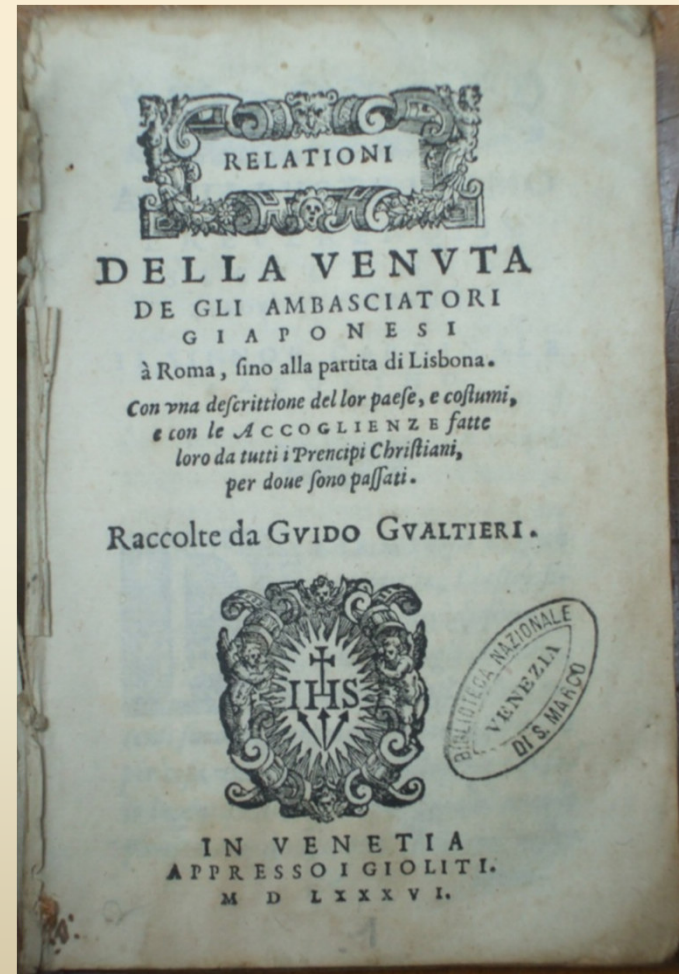 RELATIONI
DELLA VENVTA
DE GLI AMBASCIATORI
GIAPONESI
à Roma, ſino alla partita di Lisbona.
Con vna deſcrittione del lor paeſe, e coſtumi,
e con le ACCOGLIENZE fatte
loro da tutti i Prencipi Chriſtiani,
per doue ſono paſſati.
Raccolte da GVIDO GVALTIERI.
IHS
BIBLIOTECA NAZIONALE
VENEZIA
DI S. MARCO
IN VENETIA
APPRESSO I GIOLITI.
M D LXXXVI.